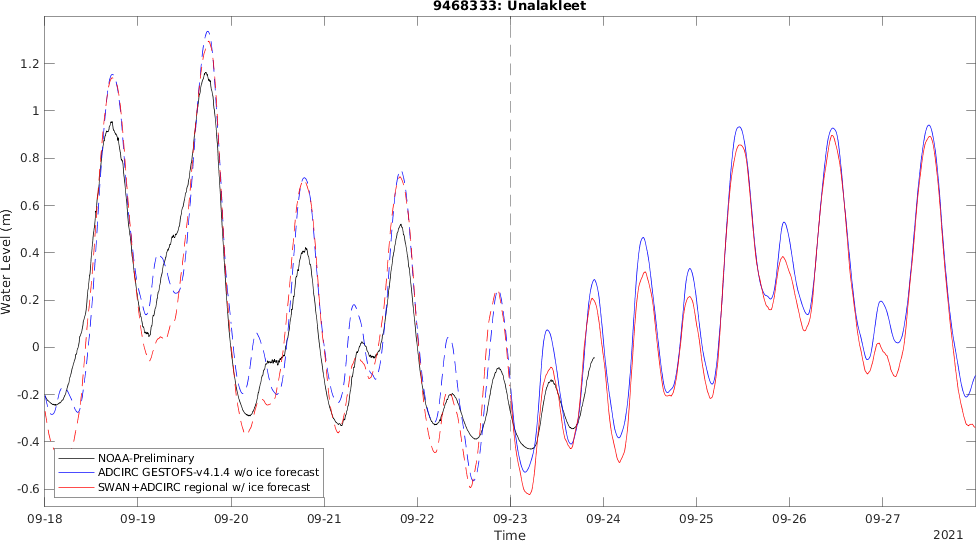 9468333: Unalakleet
Water Level (m)
1.2
1
0.8
0.6
0.4
0.2
0
-0.2
-0.4
-0.6
NOAA-Preliminary
ADCIRC GESTOFS-v4.1.4 w/o ice forecast
SWAN+ADCIRC regional w/ ice forecast
09-18 09-19 09-20 09-21 09-22 09-23 09-24 09-25 09-26 09-27
Time
2021